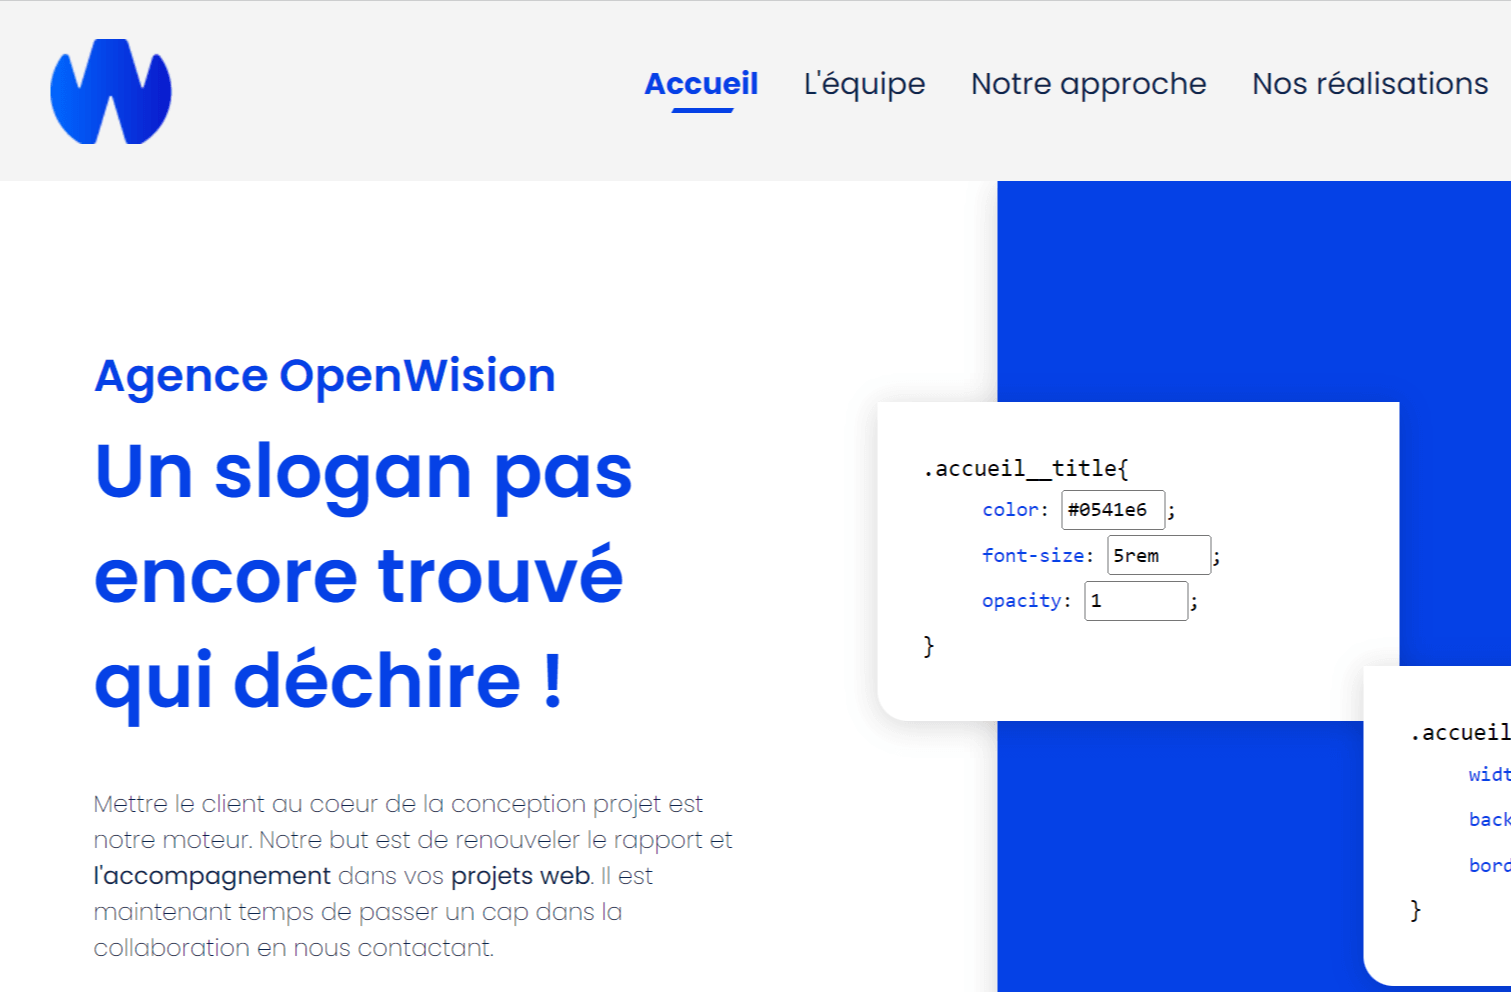 Accueil L'équipe Notre approche Nos réalisations
Agence OpenWision
Un slogan pas
encore trouvé
qui déchire !
Mettre le client au coeur de la conception projet est
notre moteur. Notre but est de renouveler le rapport et
l'accompagnement dans vos projets web. Il est
maintenant temps de passer un cap dans la
collaboration en nous contactant.
.accueil__title{
color: #0541e6 ;
font-size: 5rem ;
opacity: 1 ;
}
.accueil
widt
back
bord
}